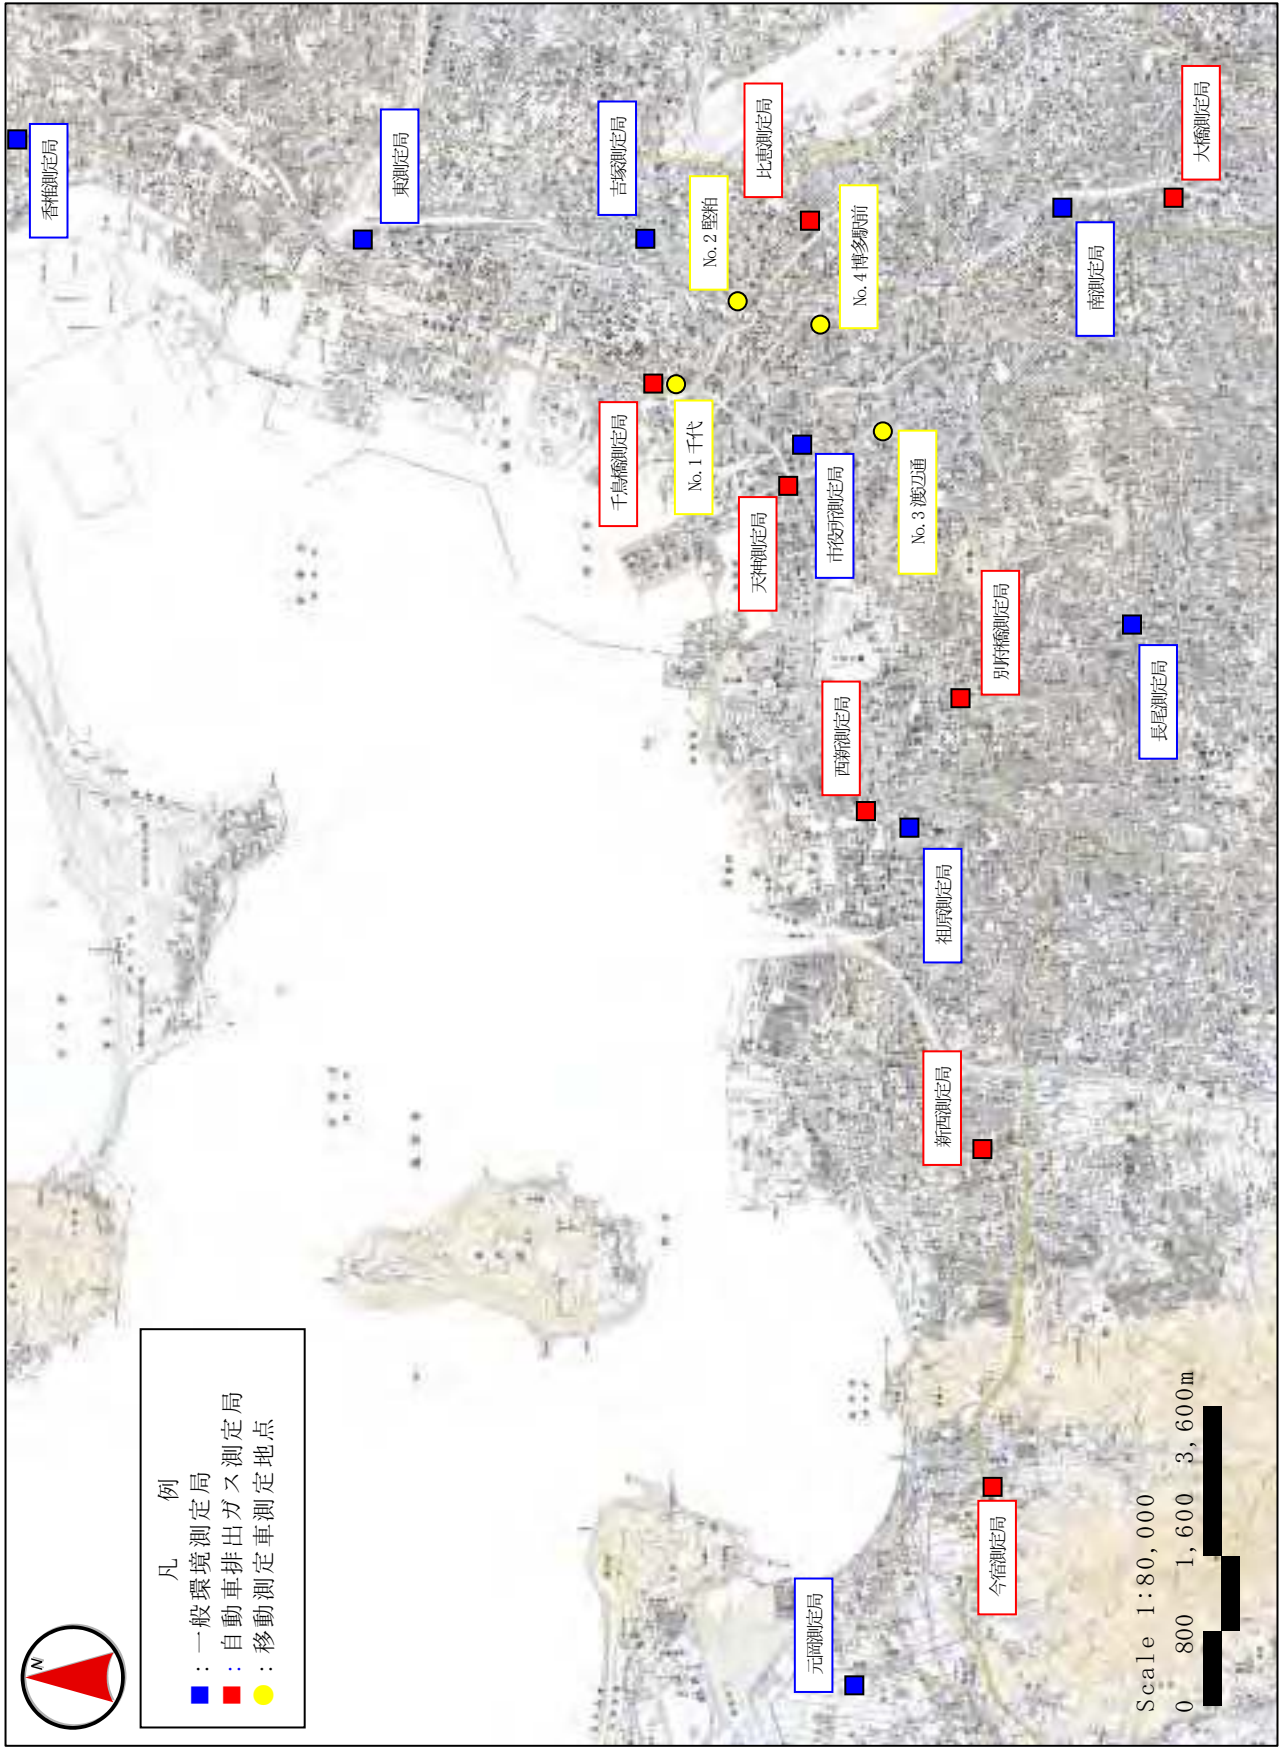 N
凡 例
：一般環境測定局
：自動車排出ガス測定局
：移動測定車測定地点
香椎測定局
東測定局
吉塚測定局
No.2 堅粕
比恵測定局
No.4 博多駅前
千鳥橋測定局
No.1 千代
天神測定局
市役所測定局
No.3 渡辺通
南測定局
大橋測定局
別府橋測定局
長尾測定局
西新測定局
祖原測定局
新西測定局
今宿測定局
元岡測定局
Scale 1:80,000
0 800 1,600 3,600m